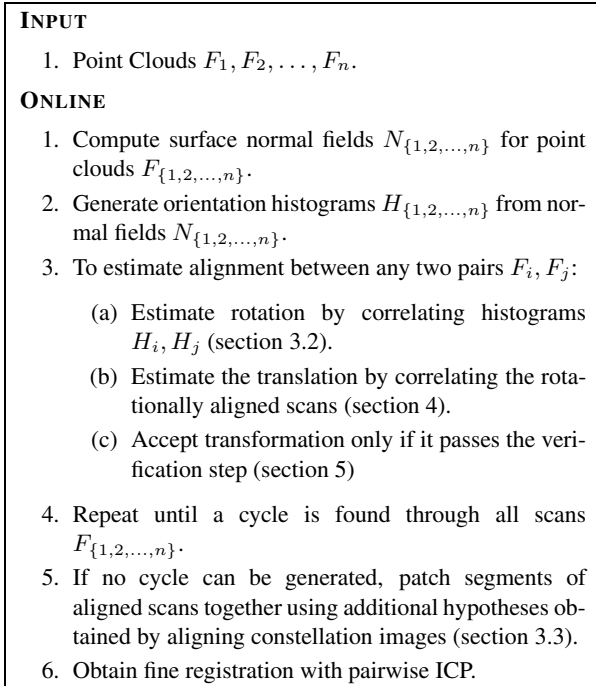 INPUT
1. Point Clouds F₁, F₂, . . . , Fₙ.
ONLINE
1. Compute surface normal fields N_{1,2,...,n} for point
clouds F_{1,2,...,n}.
2. Generate orientation histograms H_{1,2,...,n} from nor-
mal fields N_{1,2,...,n}.
3. To estimate alignment between any two pairs Fᵢ, Fⱼ:
(a) Estimate rotation by correlating histograms
Hᵢ, Hⱼ (section 3.2).
(b) Estimate the translation by correlating the rota-
tionally aligned scans (section 4).
(c) Accept transformation only if it passes the veri-
fication step (section 5)
4. Repeat until a cycle is found through all scans
F_{1,2,...,n}.
5. If no cycle can be generated, patch segments of
aligned scans together using additional hypotheses ob-
tained by aligning constellation images (section 3.3).
6. Obtain fine registration with pairwise ICP.